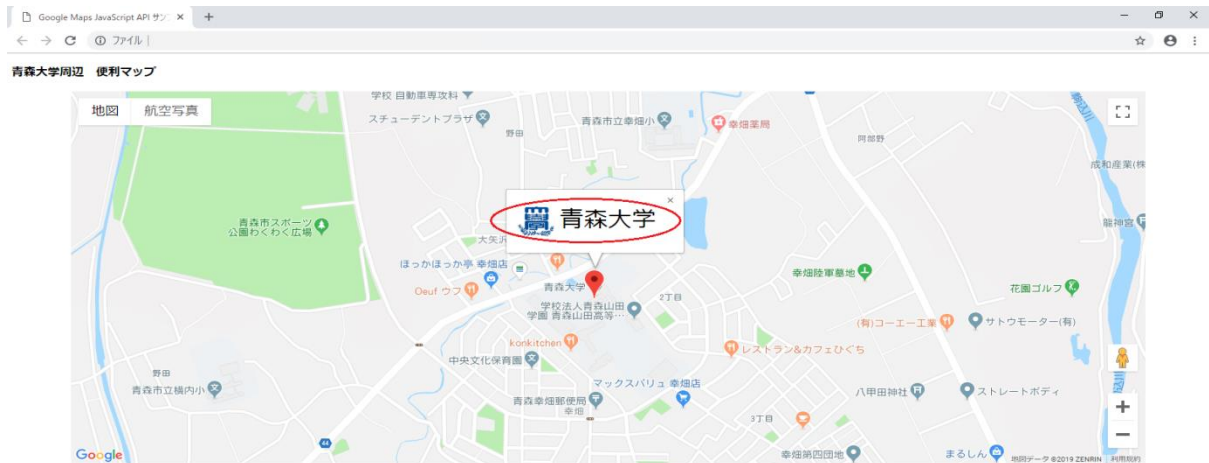 Google Maps JavaScript API サン
ファイル |
青森大学周辺 便利マップ
地図 航空写真
学校 自動車専攻科
スチューデントプラザ
野田
青森市立幸畑小
幸畑薬局
阿部野
駒込川
成和産業(株
青森市スポーツ
公園わくわく広場
青森大学
龍神宮
大矢沢
ほっかほっか亭 幸畑店
Oeuf ウフ
青森大学
学校法人青森山田
学園 青森山田高等…
2丁目
幸畑陸軍墓地
花園ゴルフ
(有)コーエー工業
サトウモーター(有)
konkitchen
レストラン&カフェひぐち
中央文化保育園
野田
青森市立横内小
マックスバリュ 幸畑店
青森幸畑郵便局
幸畑
八甲田神社
ストレートボディ
3丁目
44
幸畑第四団地
まるしん
Google
地図データ ©2019 ZENRIN 利用規約